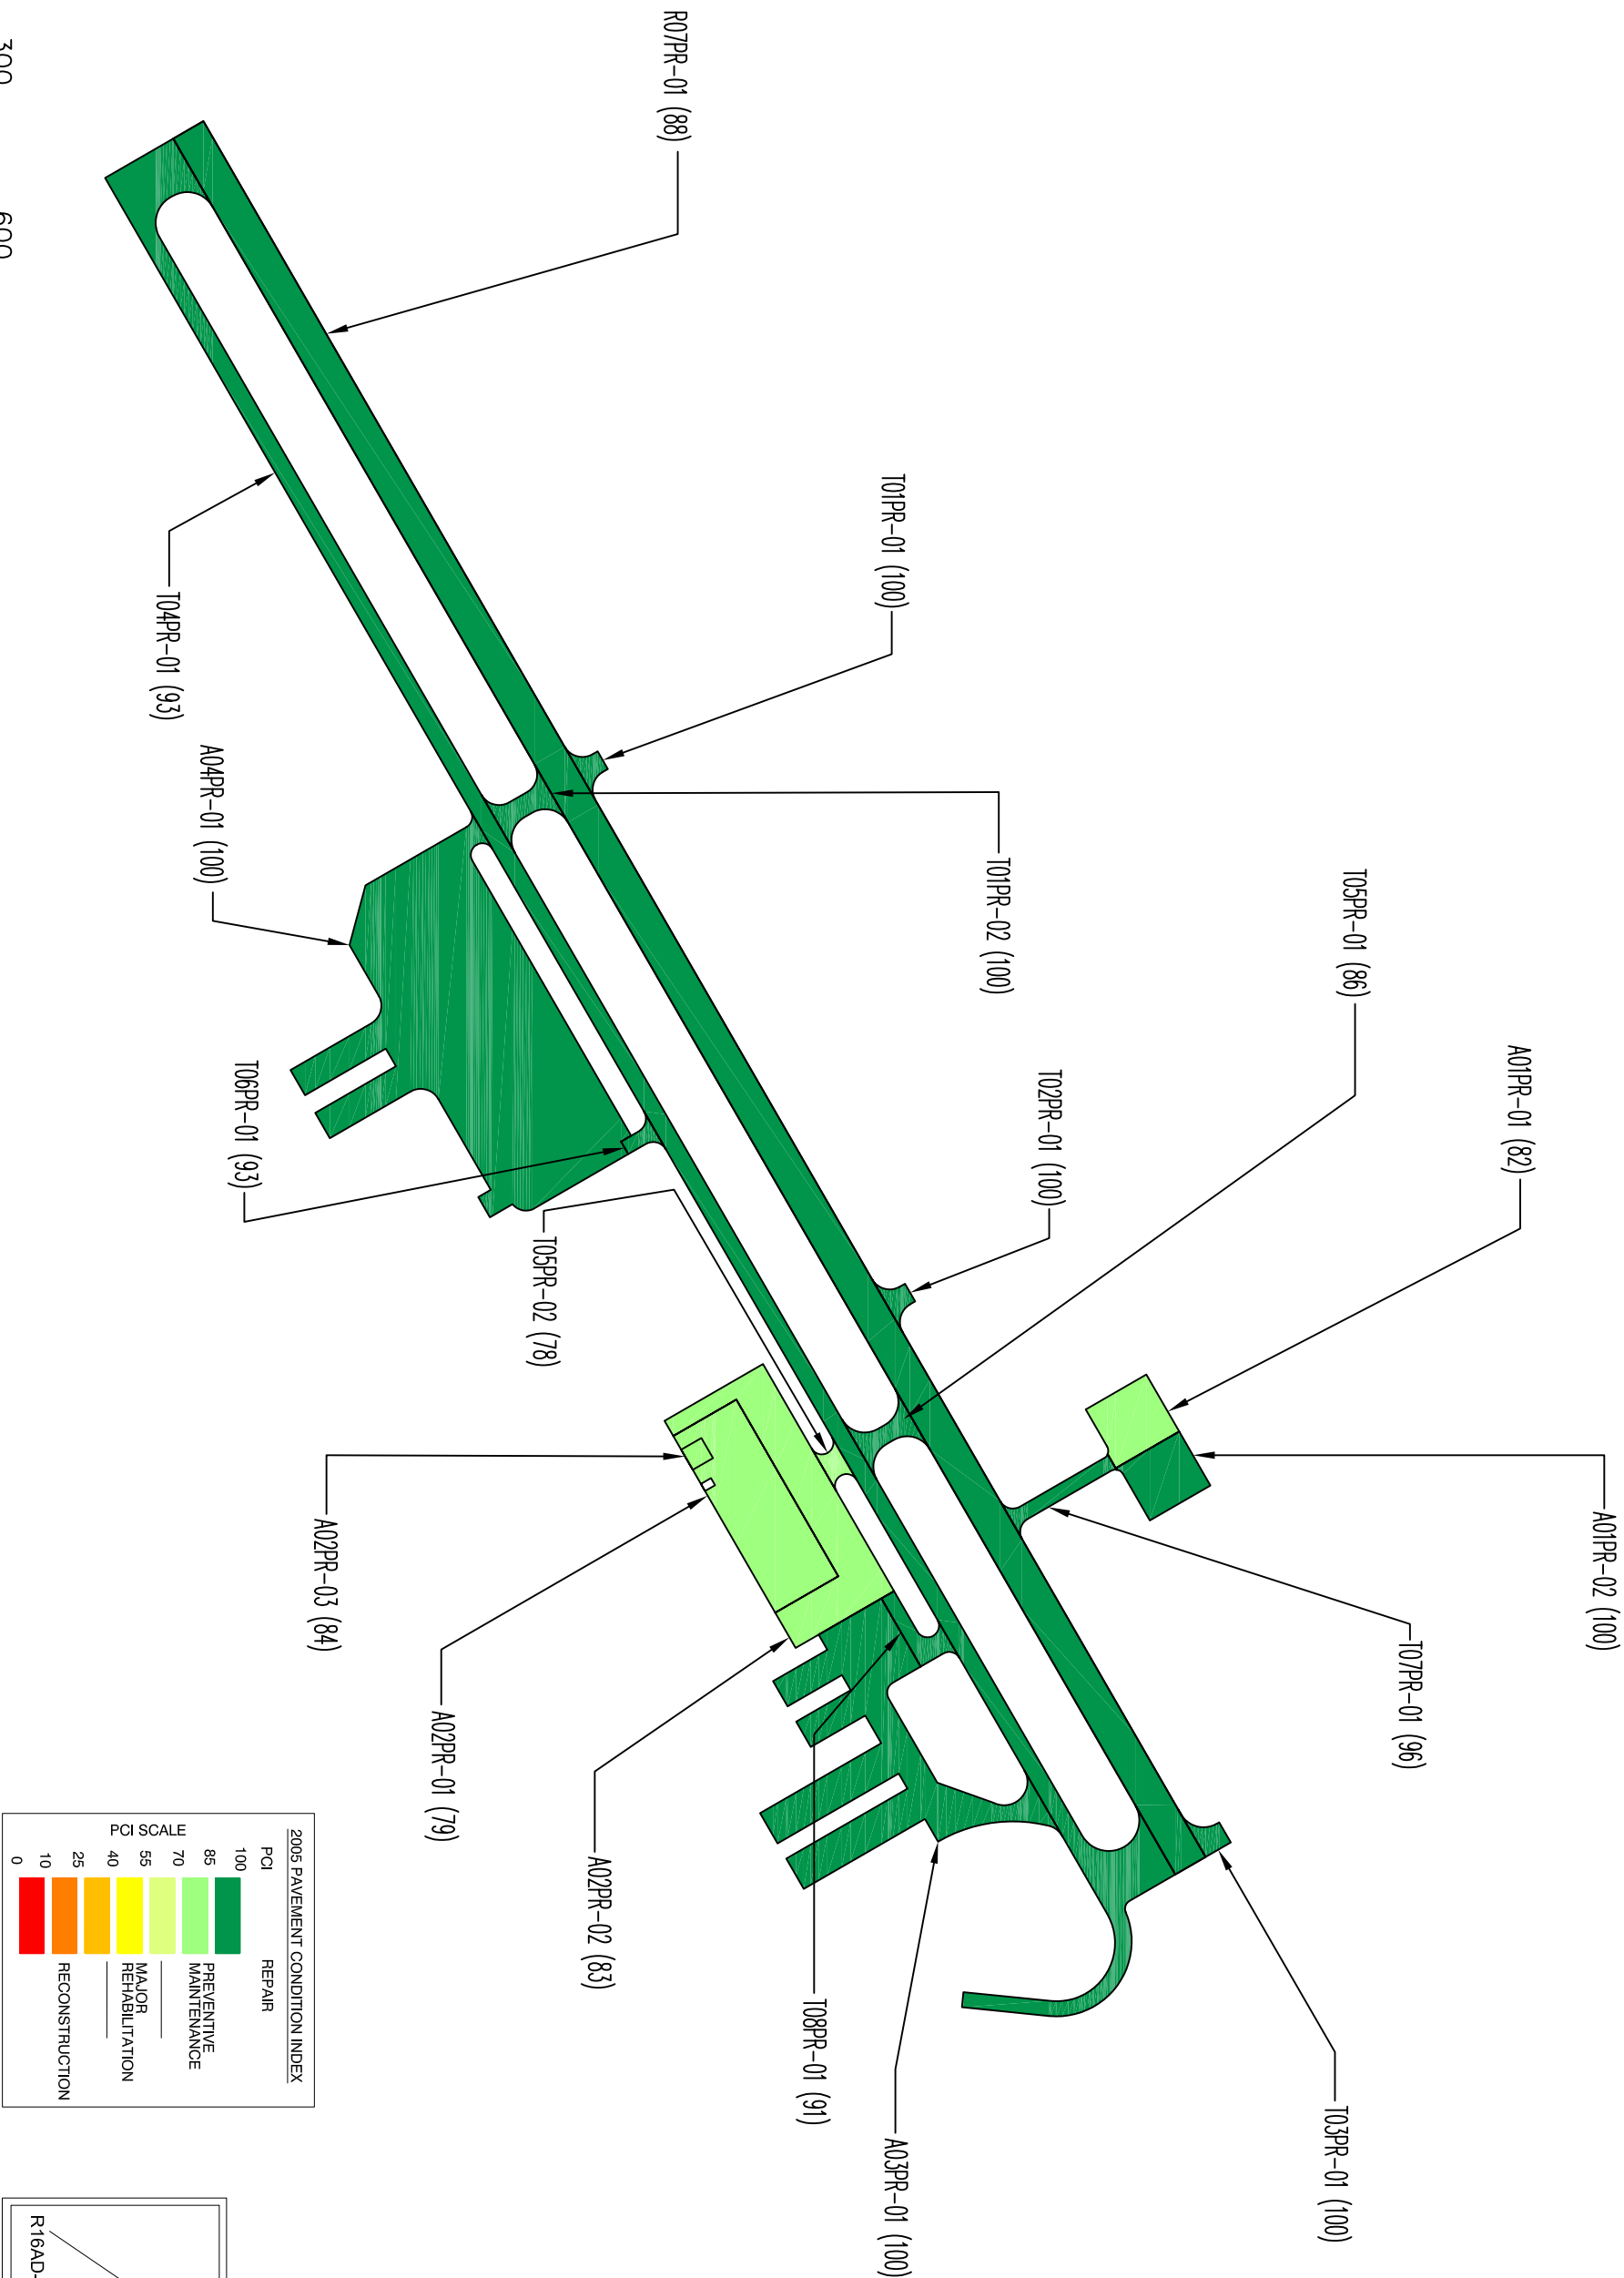 R07PR-01 (88)
T01PR-01 (100)
T01PR-02 (100)
T05PR-01 (86)
A01PR-01 (82)
A01PR-02 (100)
T02PR-01 (100)
T07PR-01 (96)
T03PR-01 (100)
T04PR-01 (93)
A04PR-01 (100)
T06PR-01 (93)
T05PR-02 (78)
A02PR-03 (84)
A02PR-01 (79)
A02PR-02 (83)
T08PR-01 (91)
A03PR-01 (100)
300
600
2005 PAVEMENT CONDITION INDEX
PCI REPAIR
PCI SCALE
100
85
70
55
40
25
10
0
PREVENTIVE
MAINTENANCE
MAJOR
REHABILITATION
RECONSTRUCTION
R16AD-